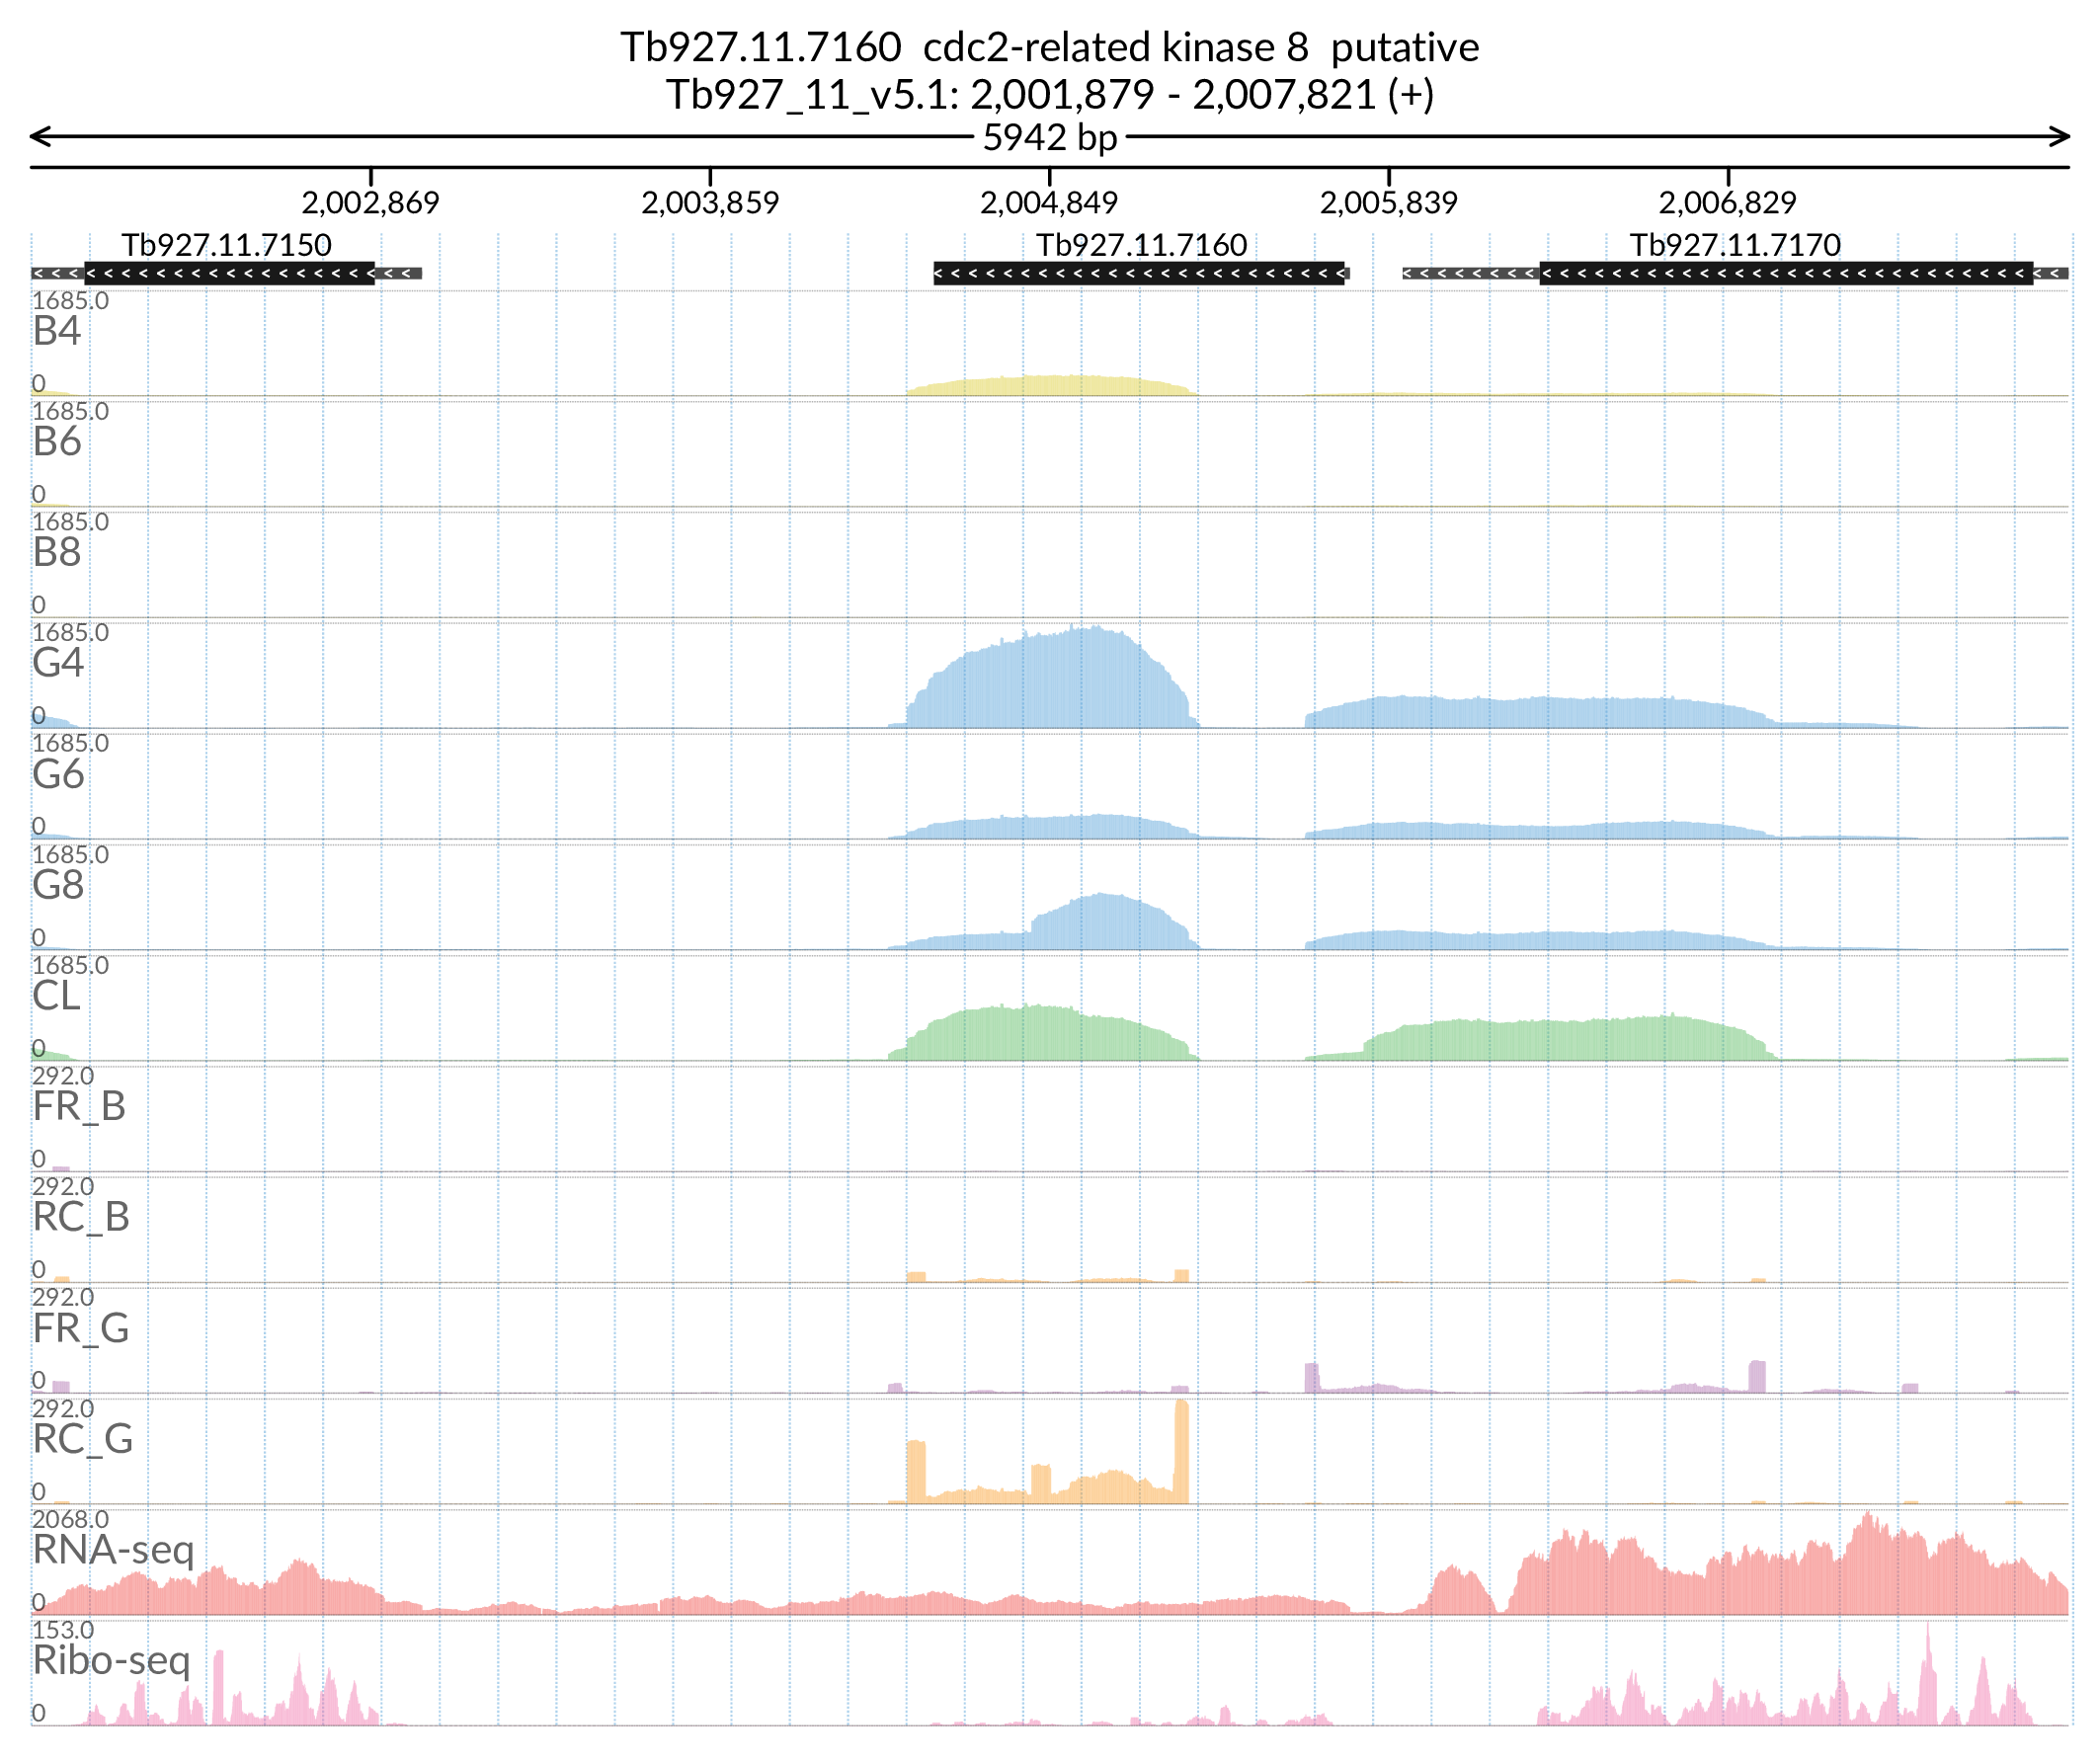 Tb927.11.7160 cdc2-related kinase 8 putative
Tb927_11_v5.1: 2,001,879 - 2,007,821 (+)
5942 bp
2,002,869 2,003,859 2,004,849 2,005,839 2,006,829
Tb927.11.7150 Tb927.11.7160 Tb927.11.7170
1685.0
B4
0
1685.0
B6
0
1685.0
B8
0
1685.0
G4
0
1685.0
G6
0
1685.0
G8
0
1685.0
CL
0
292.0
FR_B
0
292.0
RC_B
0
292.0
FR_G
0
292.0
RC_G
0
2068.0
RNA-seq
0
153.0
Ribo-seq
0